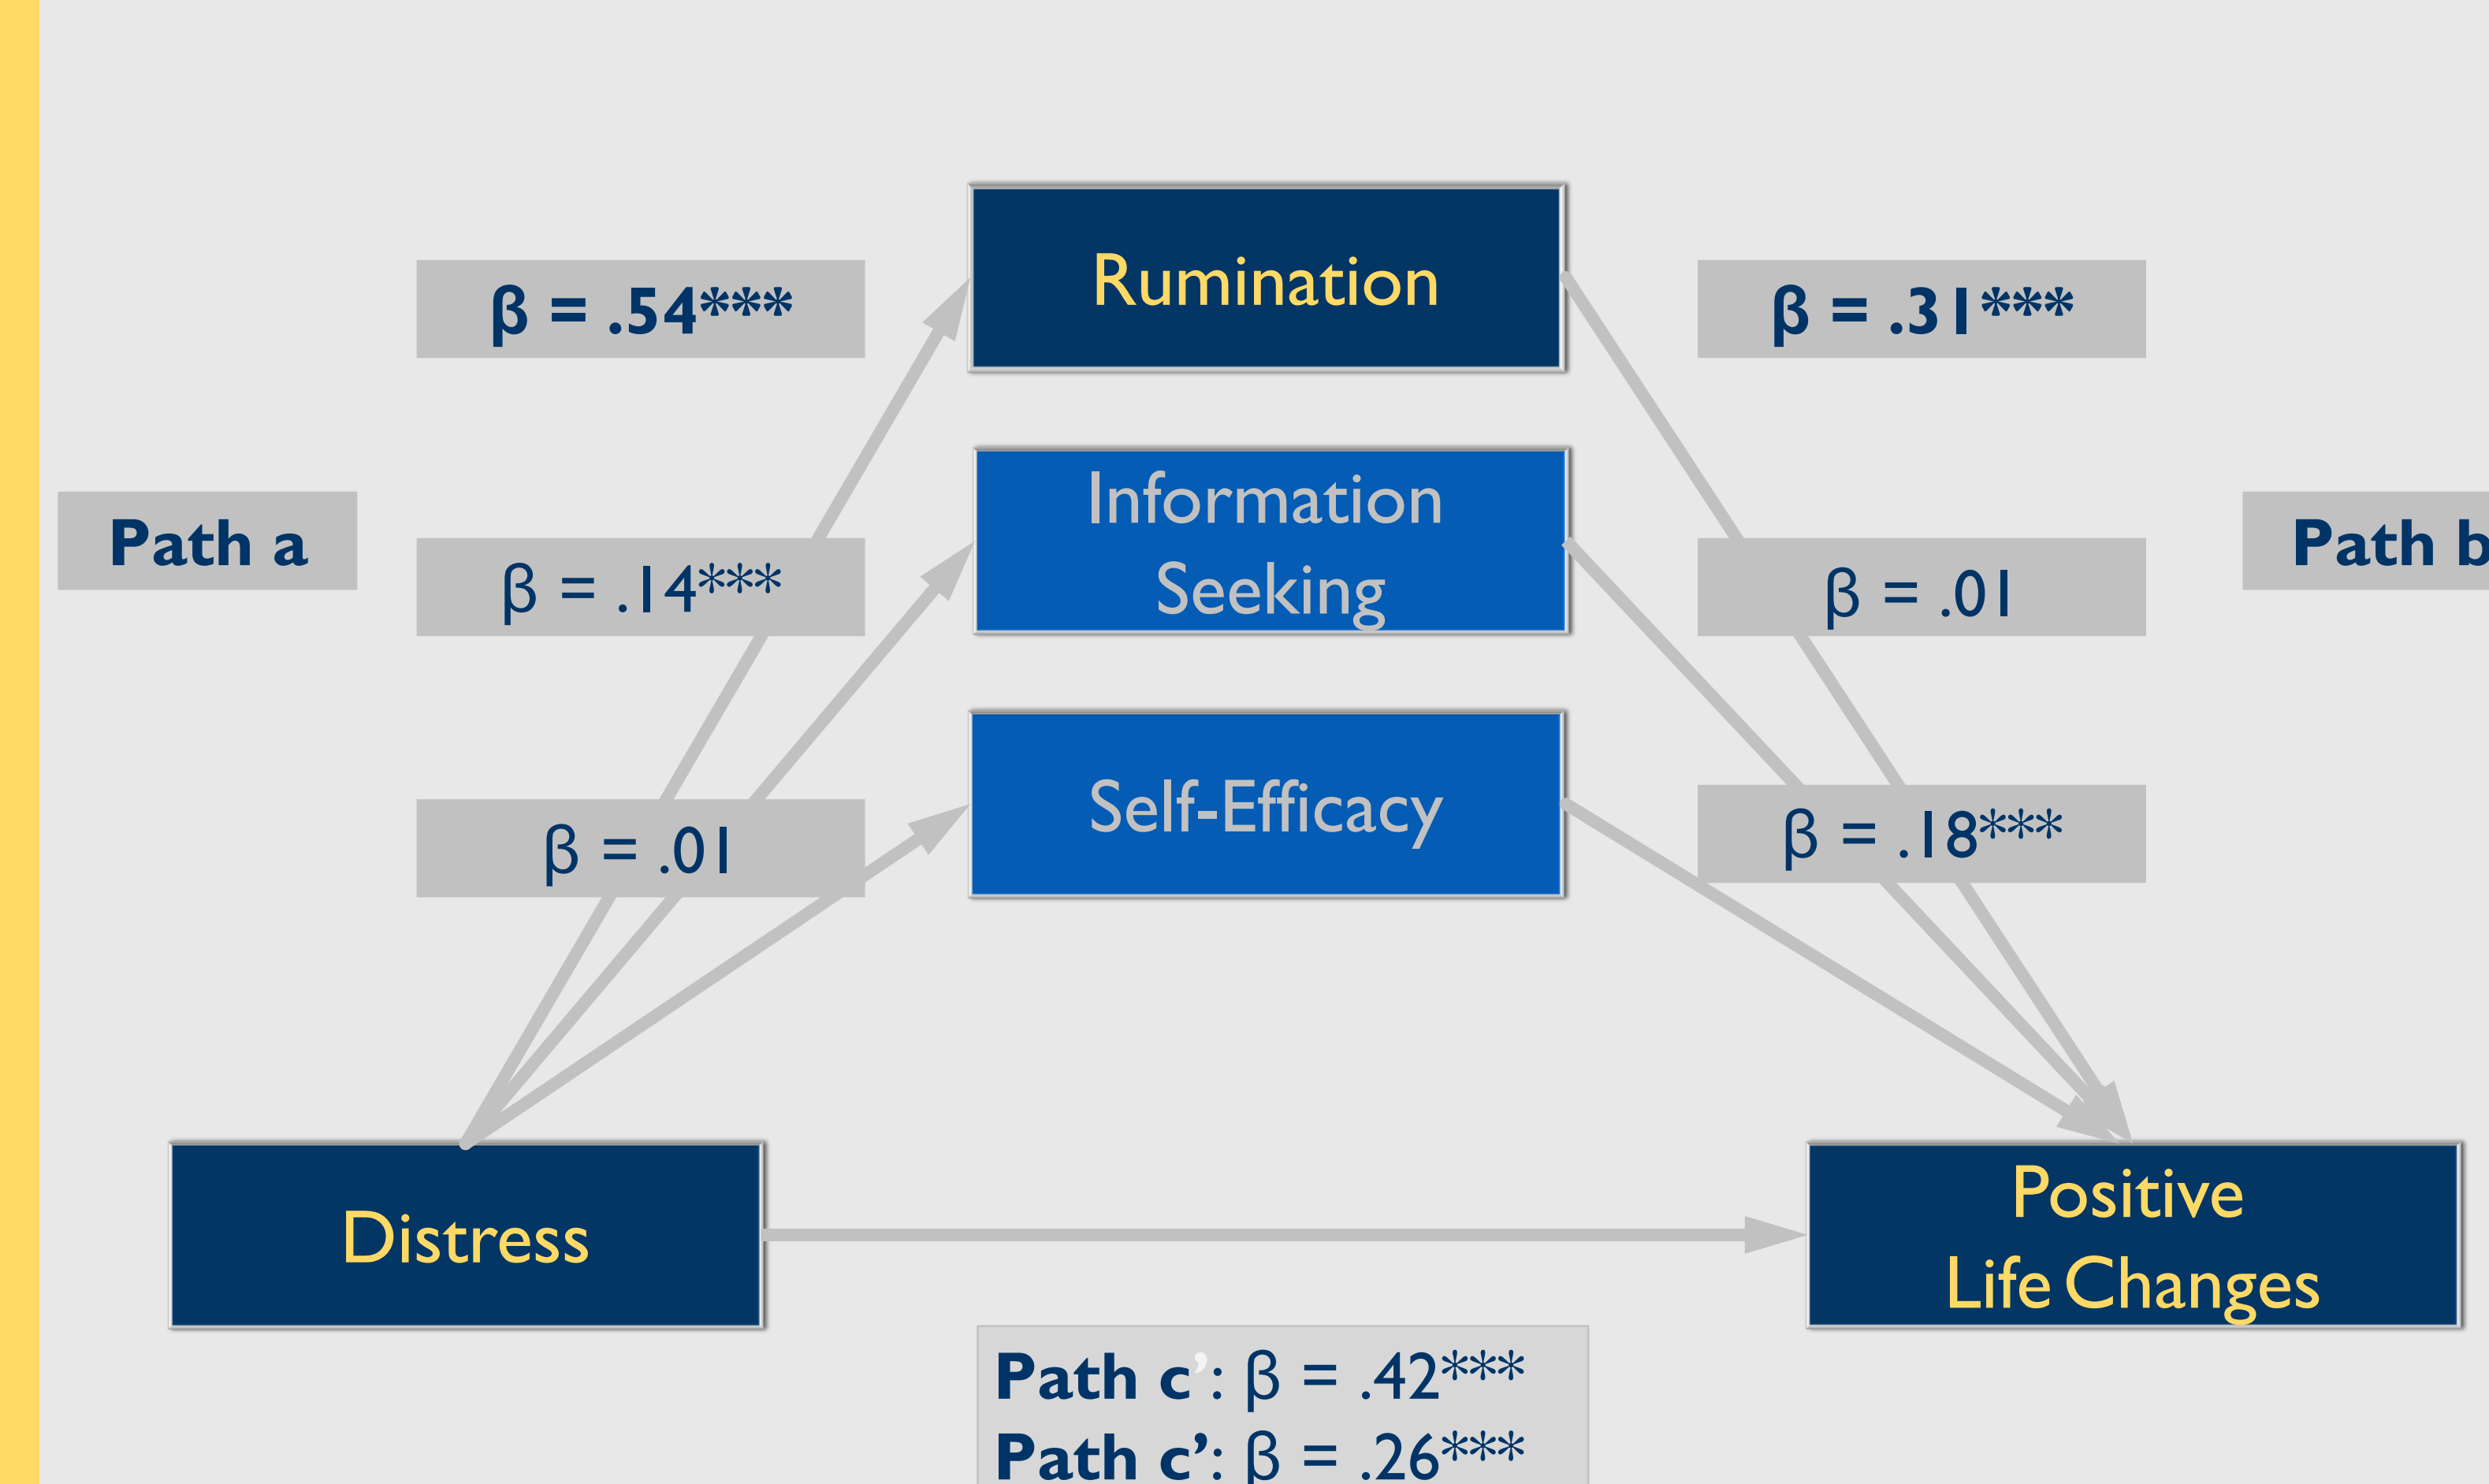 Rumination
β = .54***
β = .31***
Information
Seeking
Path a
Path b
β = .14***
β = .01
Self-Efficacy
β = .01
β = .18***
Distress
Positive
Life Changes
Path c’: β = .42***
Path c’: β = .26***